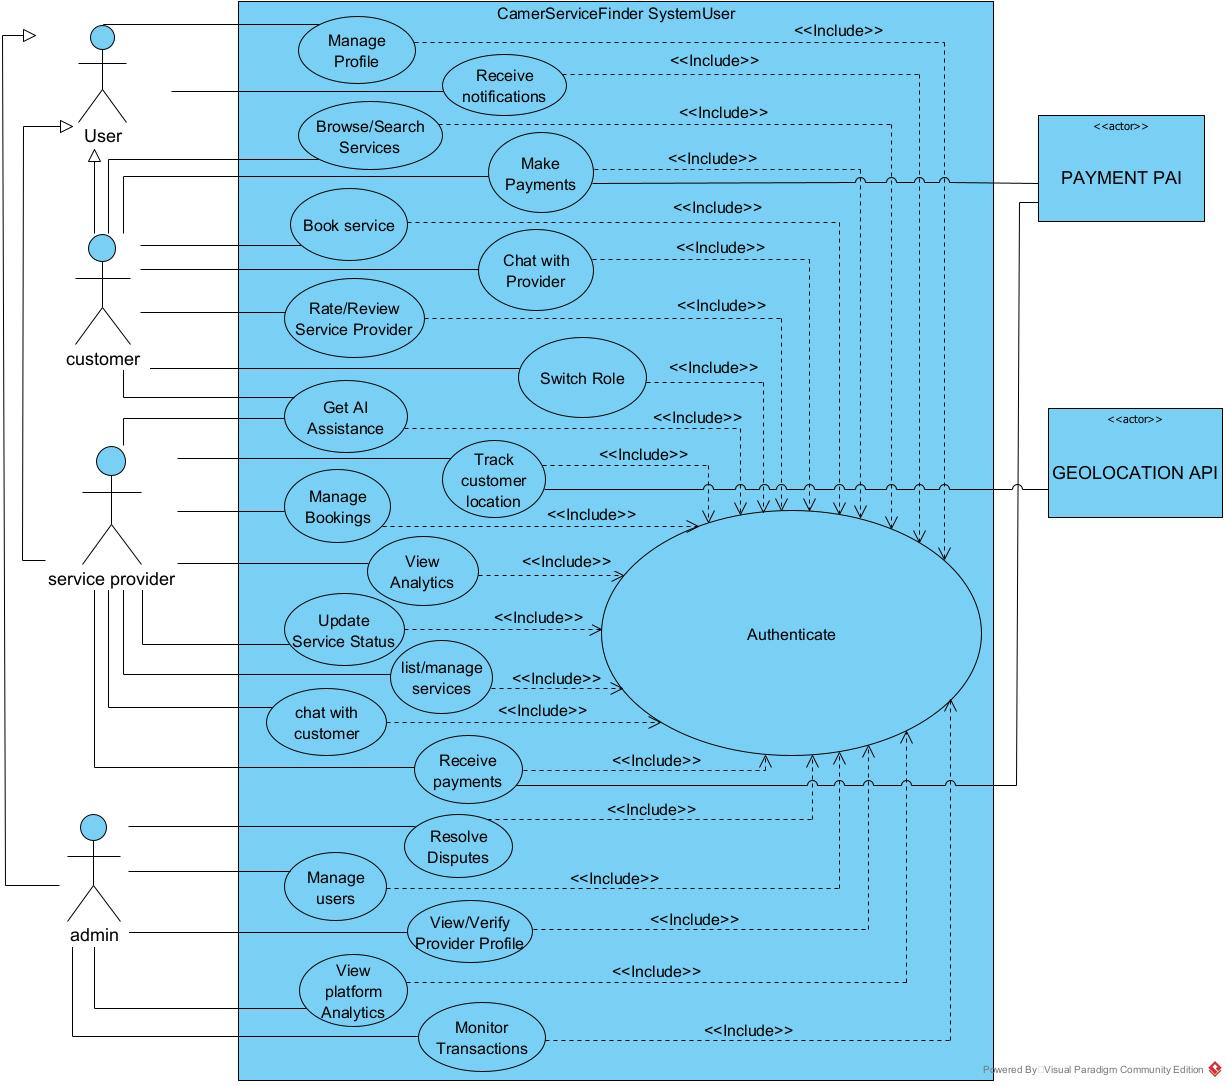 CamerServiceFinder SystemUser
Manage
Profile
<<Include>>
Receive
notifications
<<Include>>
User
Browse/Search
Services
<<Include>>
Make
Payments
<<Include>>
<<actor>>
PAYMENT PAI
Book service
<<Include>>
Chat with
Provider
<<Include>>
customer
Rate/Review
Service Provider
<<Include>>
Switch Role
<<Include>>
Get AI
Assistance
<<Include>>
<<actor>>
GEOLOCATION API
Track
customer
location
<<Include>>
Manage
Bookings
<<Include>>
service provider
View
Analytics
<<Include>>
Update
Service Status
<<Include>>
Authenticate
list/manage
services
<<Include>>
chat with
customer
<<Include>>
Receive
payments
<<Include>>
Resolve
Disputes
<<Include>>
admin
Manage
users
<<Include>>
View/Verify
Provider Profile
<<Include>>
View
platform
Analytics
<<Include>>
Monitor
Transactions
<<Include>>
Powered By Visual Paradigm Community Edition